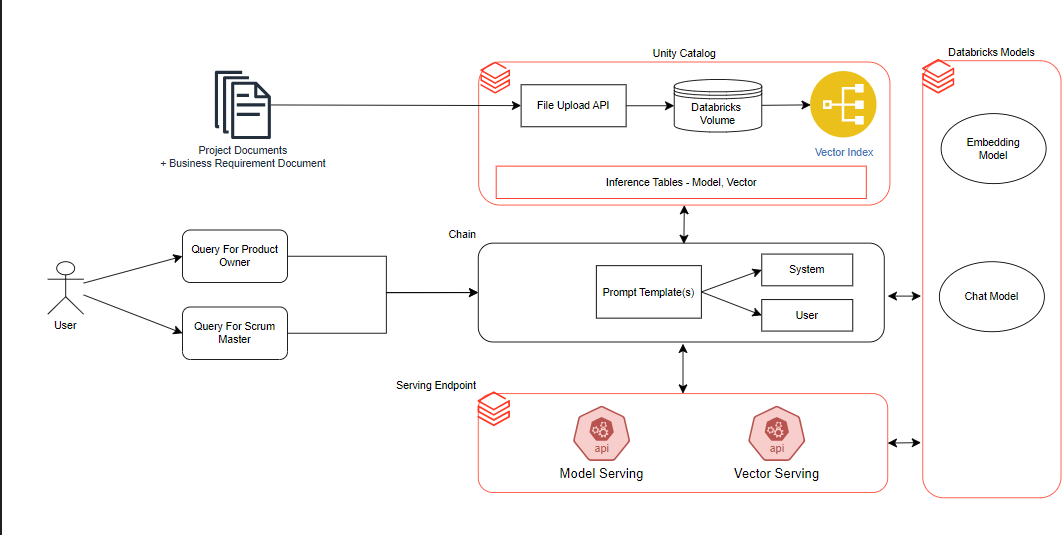 Unity Catalog
Databricks Models
File Upload API
Databricks
Volume
Project Documents
+ Business Requirement Document
Vector Index
Embedding
Model
Inference Tables - Model, Vector
Chain
Query For Product
Owner
System
Prompt Template(s)
Chat Model
User
User
Query For Scrum
Master
Serving Endpoint
api
api
Model Serving
Vector Serving